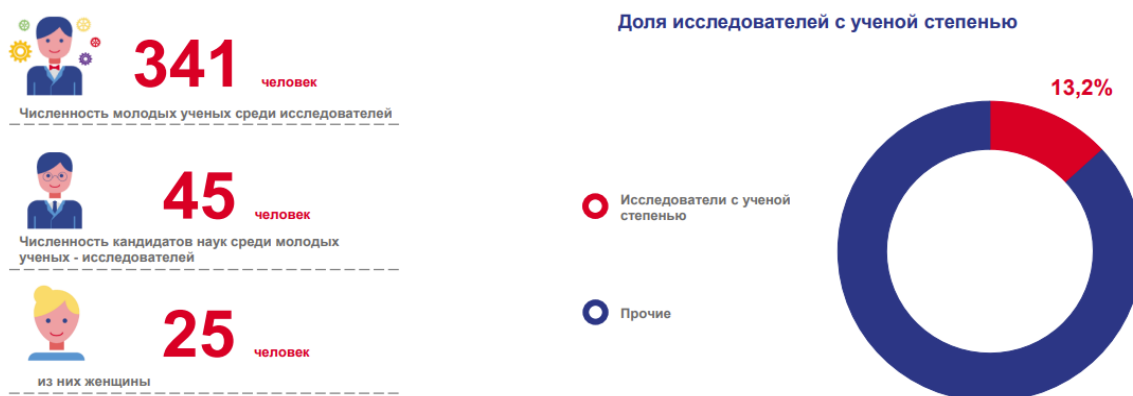 341 человек
Численность молодых ученых среди исследователей
45 человек
Численность кандидатов наук среди молодых
ученых - исследователей
25 человек
из них женщины
Доля исследователей с ученой степенью
13,2%
Исследователи с ученой
степенью
Прочие